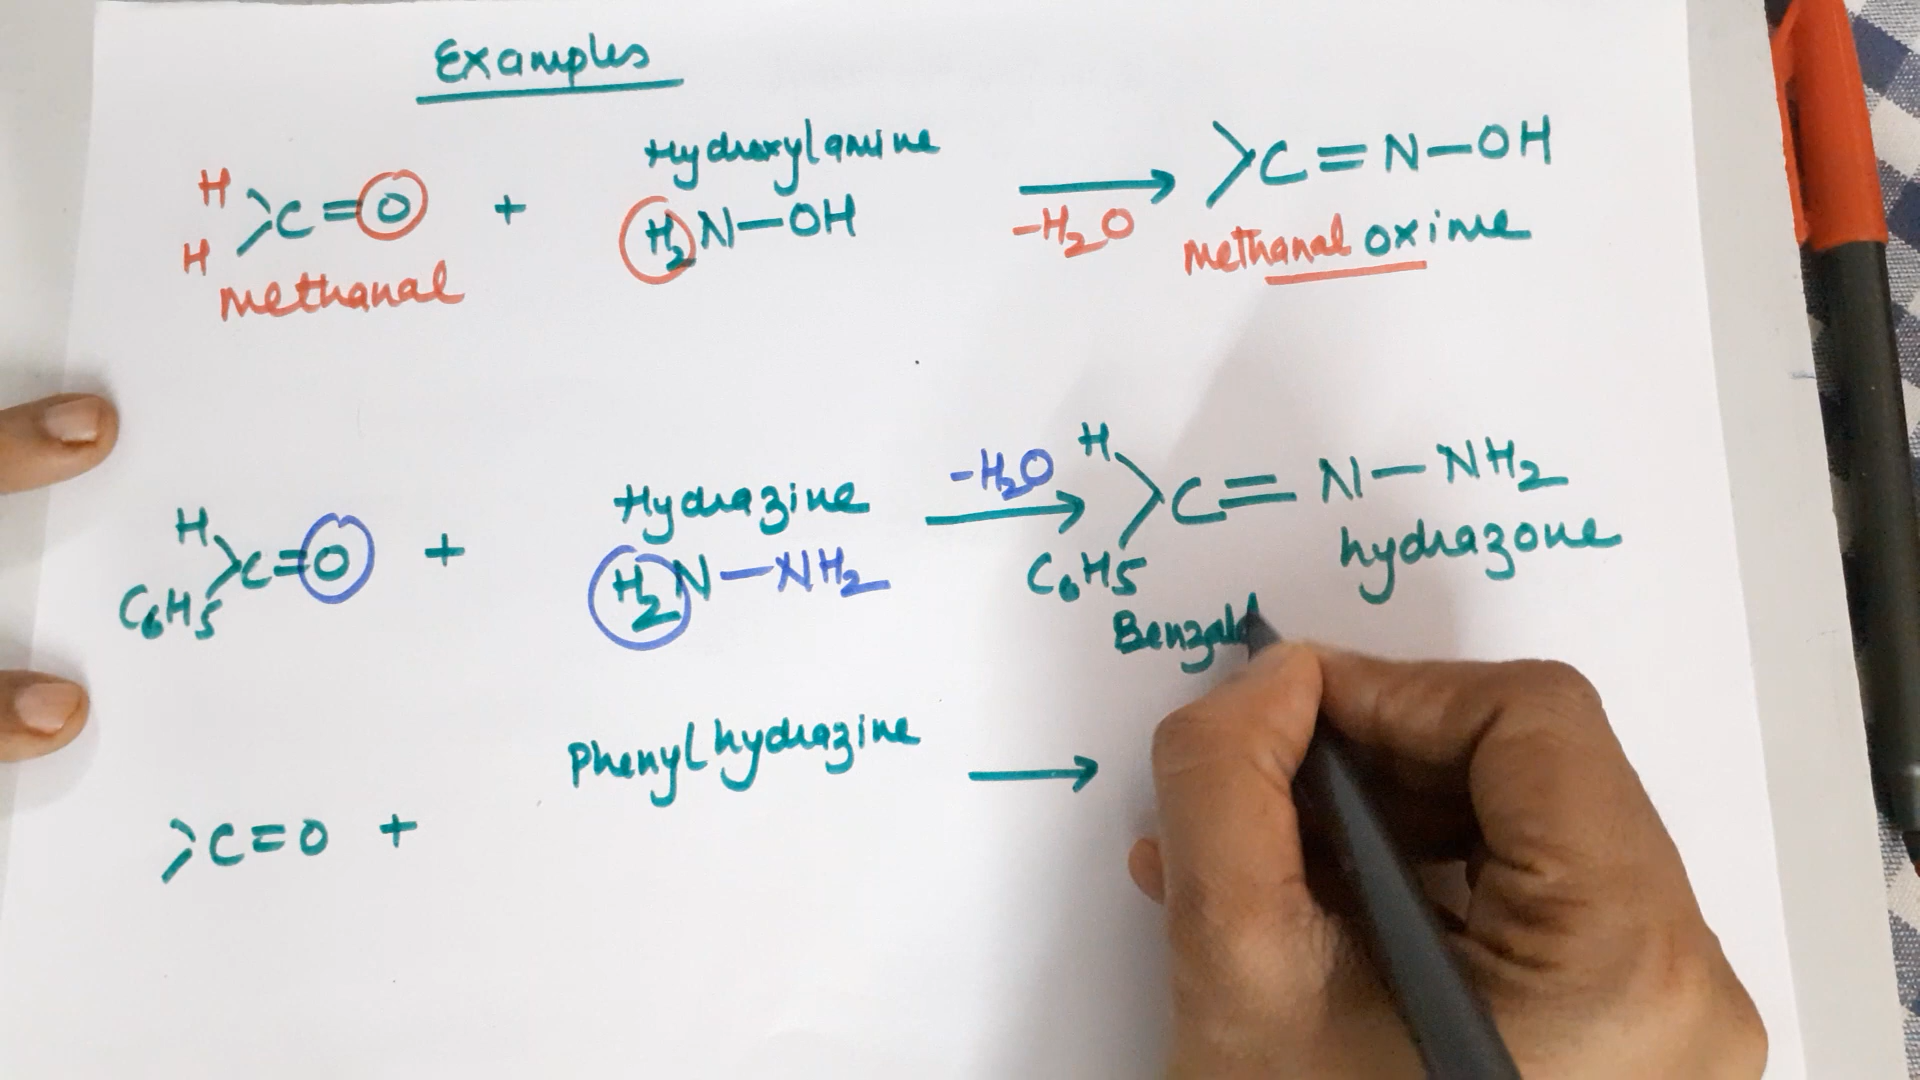 Examples
Hydroxylamine
H
>C=O + H2N—OH → >C=N—OH
H
-H2O
methanal
methanal oxime
H
-H2O
Hydrazine
H
>C=O + H2N—NH2 → >C=N—NH2
C6H5
C6H5
hydrazone
Benzald
Phenylhydrazine →
>C=O +